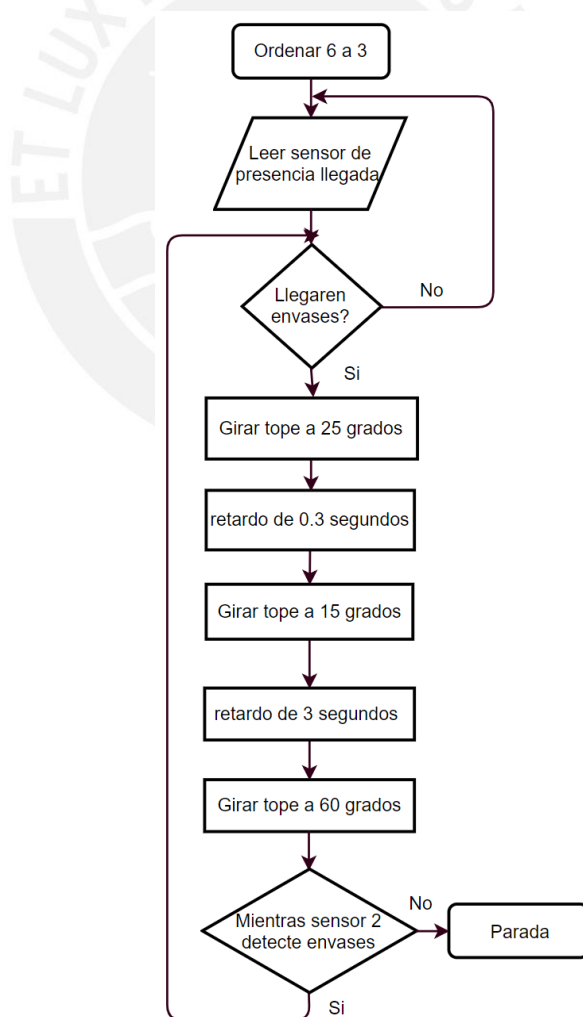 ET LUX
Ordenar 6 a 3
Leer sensor de
presencia llegada
Llegaren
envases?
No
Si
Girar tope a 25 grados
retardo de 0.3 segundos
Girar tope a 15 grados
retardo de 3 segundos
Girar tope a 60 grados
Mientras sensor 2
detecte envases
No
Parada
Si